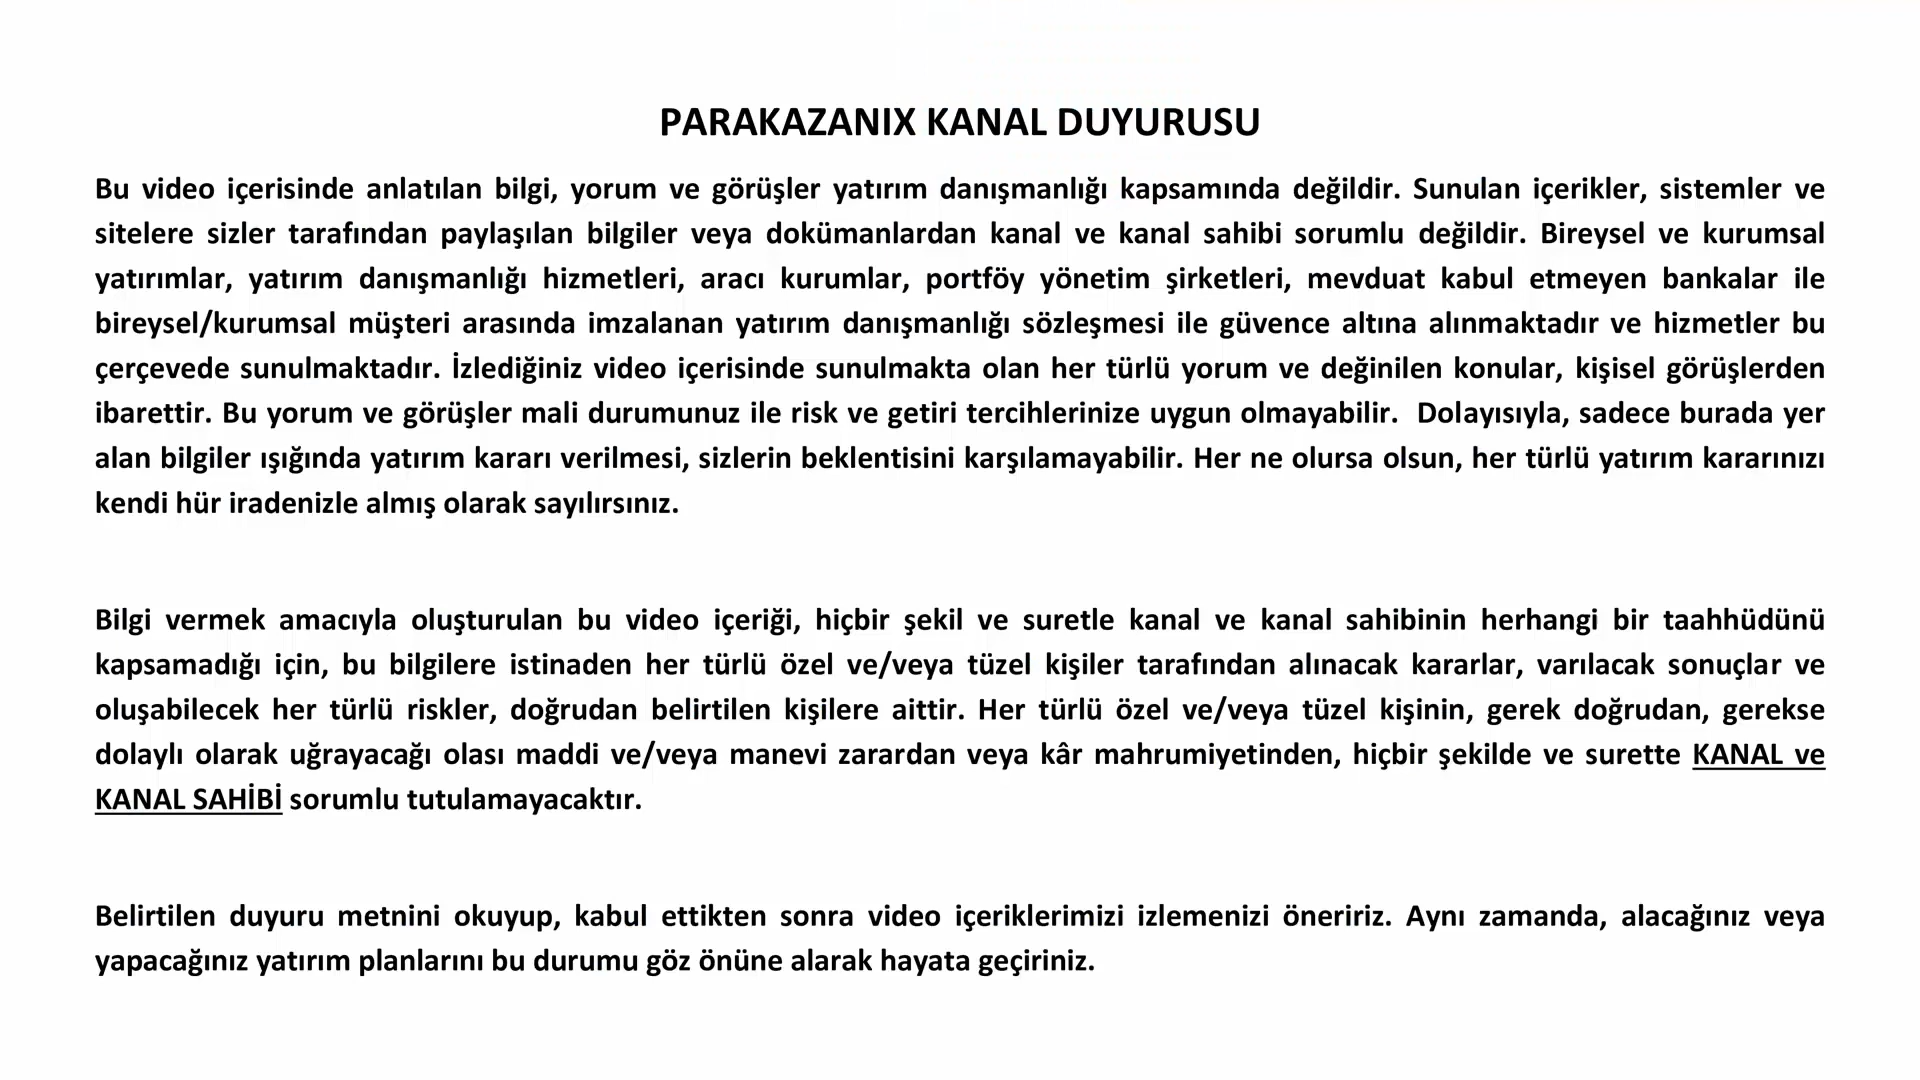 PARAKAZANIX KANAL DUYURUSU
Bu video içerisinde anlatılan bilgi, yorum ve görüşler yatırım danışmanlığı kapsamında değildir. Sunulan içerikler, sistemler ve
sitelere sizler tarafından paylaşılan bilgiler veya dokümanlardan kanal ve kanal sahibi sorumlu değildir. Bireysel ve kurumsal
yatırımlar, yatırım danışmanlığı hizmetleri, aracı kurumlar, portföy yönetim şirketleri, mevduat kabul etmeyen bankalar ile
bireysel/kurumsal müşteri arasında imzalanan yatırım danışmanlığı sözleşmesi ile güvence altına alınmaktadır ve hizmetler bu
çerçevede sunulmaktadır. İzlediğiniz video içerisinde sunulmakta olan her türlü yorum ve değinilen konular, kişisel görüşlerden
ibarettir. Bu yorum ve görüşler mali durumunuz ile risk ve getiri tercihlerinize uygun olmayabilir. Dolayısıyla, sadece burada yer
alan bilgiler ışığında yatırım kararı verilmesi, sizlerin beklentisini karşılamayabilir. Her ne olursa olsun, her türlü yatırım kararınızı
kendi hür iradenizle almış olarak sayılırsınız.
Bilgi vermek amacıyla oluşturulan bu video içeriği, hiçbir şekil ve suretle kanal ve kanal sahibinin herhangi bir taahhüdünü
kapsamadığı için, bu bilgilere istinaden her türlü özel ve/veya tüzel kişiler tarafından alınacak kararlar, varılacak sonuçlar ve
oluşabilecek her türlü riskler, doğrudan belirtilen kişilere aittir. Her türlü özel ve/veya tüzel kişinin, gerek doğrudan, gerekse
dolaylı olarak uğrayacağı olası maddi ve/veya manevi zarardan veya kâr mahrumiyetinden, hiçbir şekilde ve surette KANAL ve
KANAL SAHİBİ sorumlu tutulamayacaktır.
Belirtilen duyuru metnini okuyup, kabul ettikten sonra video içeriklerimizi izlemenizi öneririz. Aynı zamanda, alacağınız veya
yapacağınız yatırım planlarını bu durumu göz önüne alarak hayata geçiriniz.